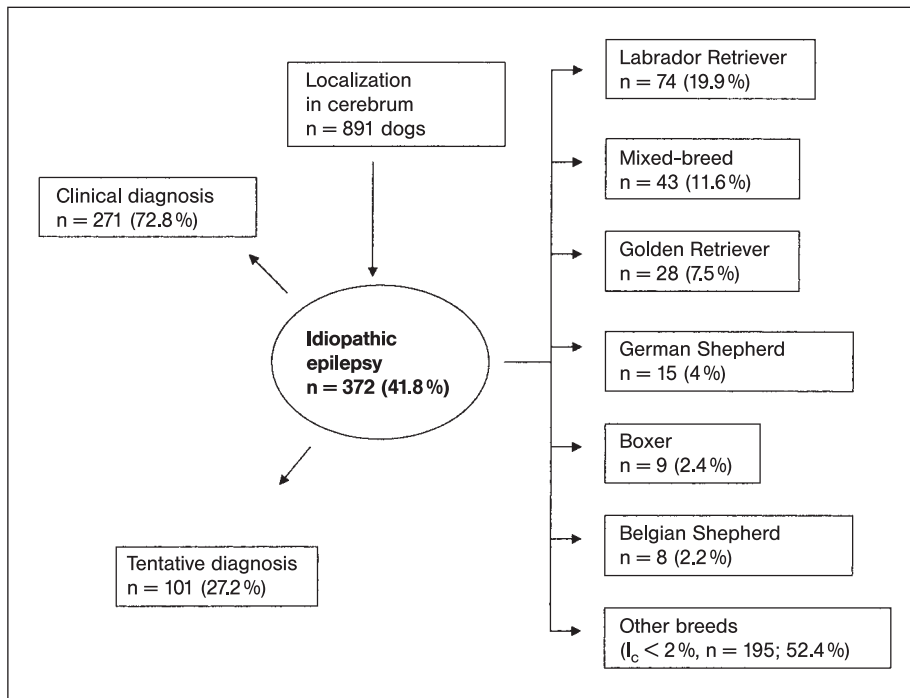 Localization
in cerebrum
n = 891 dogs
Clinical diagnosis
n = 271 (72.8%)
Idiopathic
epilepsy
n = 372 (41.8%)
Tentative diagnosis
n = 101 (27.2%)
Labrador Retriever
n = 74 (19.9%)
Mixed-breed
n = 43 (11.6%)
Golden Retriever
n = 28 (7.5%)
German Shepherd
n = 15 (4%)
Boxer
n = 9 (2.4%)
Belgian Shepherd
n = 8 (2.2%)
Other breeds
(Ic < 2%, n = 195; 52.4%)